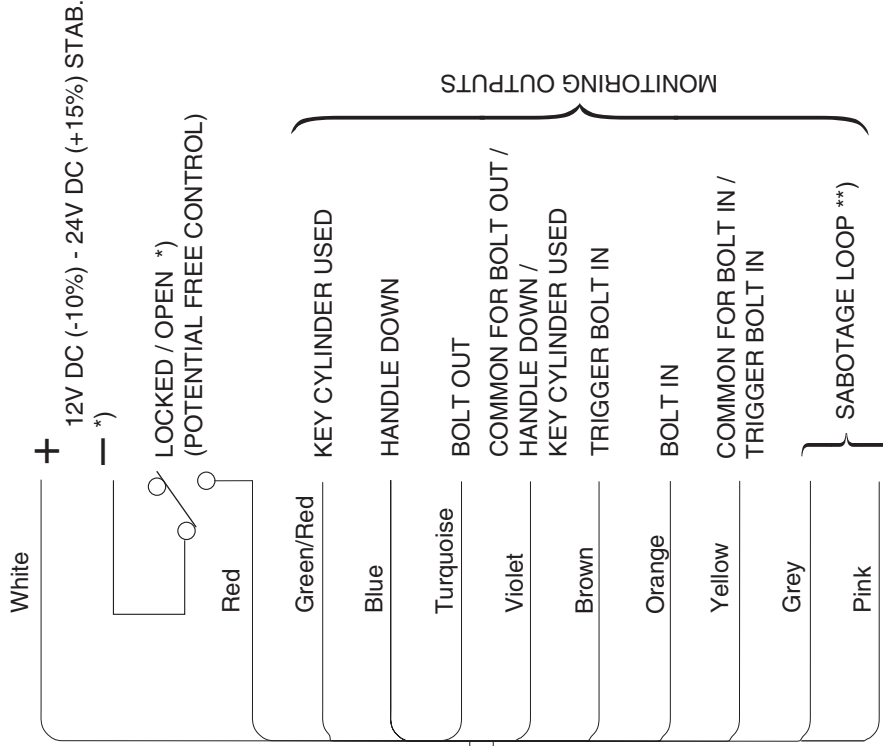 White
+
12V DC (-10%) - 24V DC (+15%) STAB.
– *)
LOCKED / OPEN *)
(POTENTIAL FREE CONTROL)
Red
Green/Red
KEY CYLINDER USED
Blue
HANDLE DOWN
Turquoise
BOLT OUT
Violet
COMMON FOR BOLT OUT /
HANDLE DOWN /
KEY CYLINDER USED
Brown
TRIGGER BOLT IN
Orange
BOLT IN
Yellow
COMMON FOR BOLT IN /
TRIGGER BOLT IN
Grey
Pink
SABOTAGE LOOP **)
MONITORING OUTPUTS